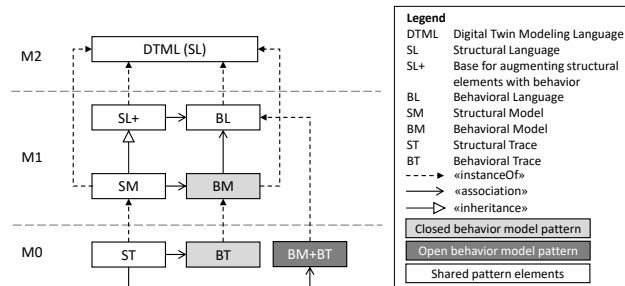 M2
DTML (SL)
M1
SL+
BL
SM
BM
M0
ST
BT
BM+BT
Legend
DTML Digital Twin Modeling Language
SL Structural Language
SL+ Base for augmenting structural
elements with behavior
BL Behavioral Language
SM Structural Model
BM Behavioral Model
ST Structural Trace
BT Behavioral Trace
«instanceOf»
«association»
«inheritance»
Closed behavior model pattern
Open behavior model pattern
Shared pattern elements